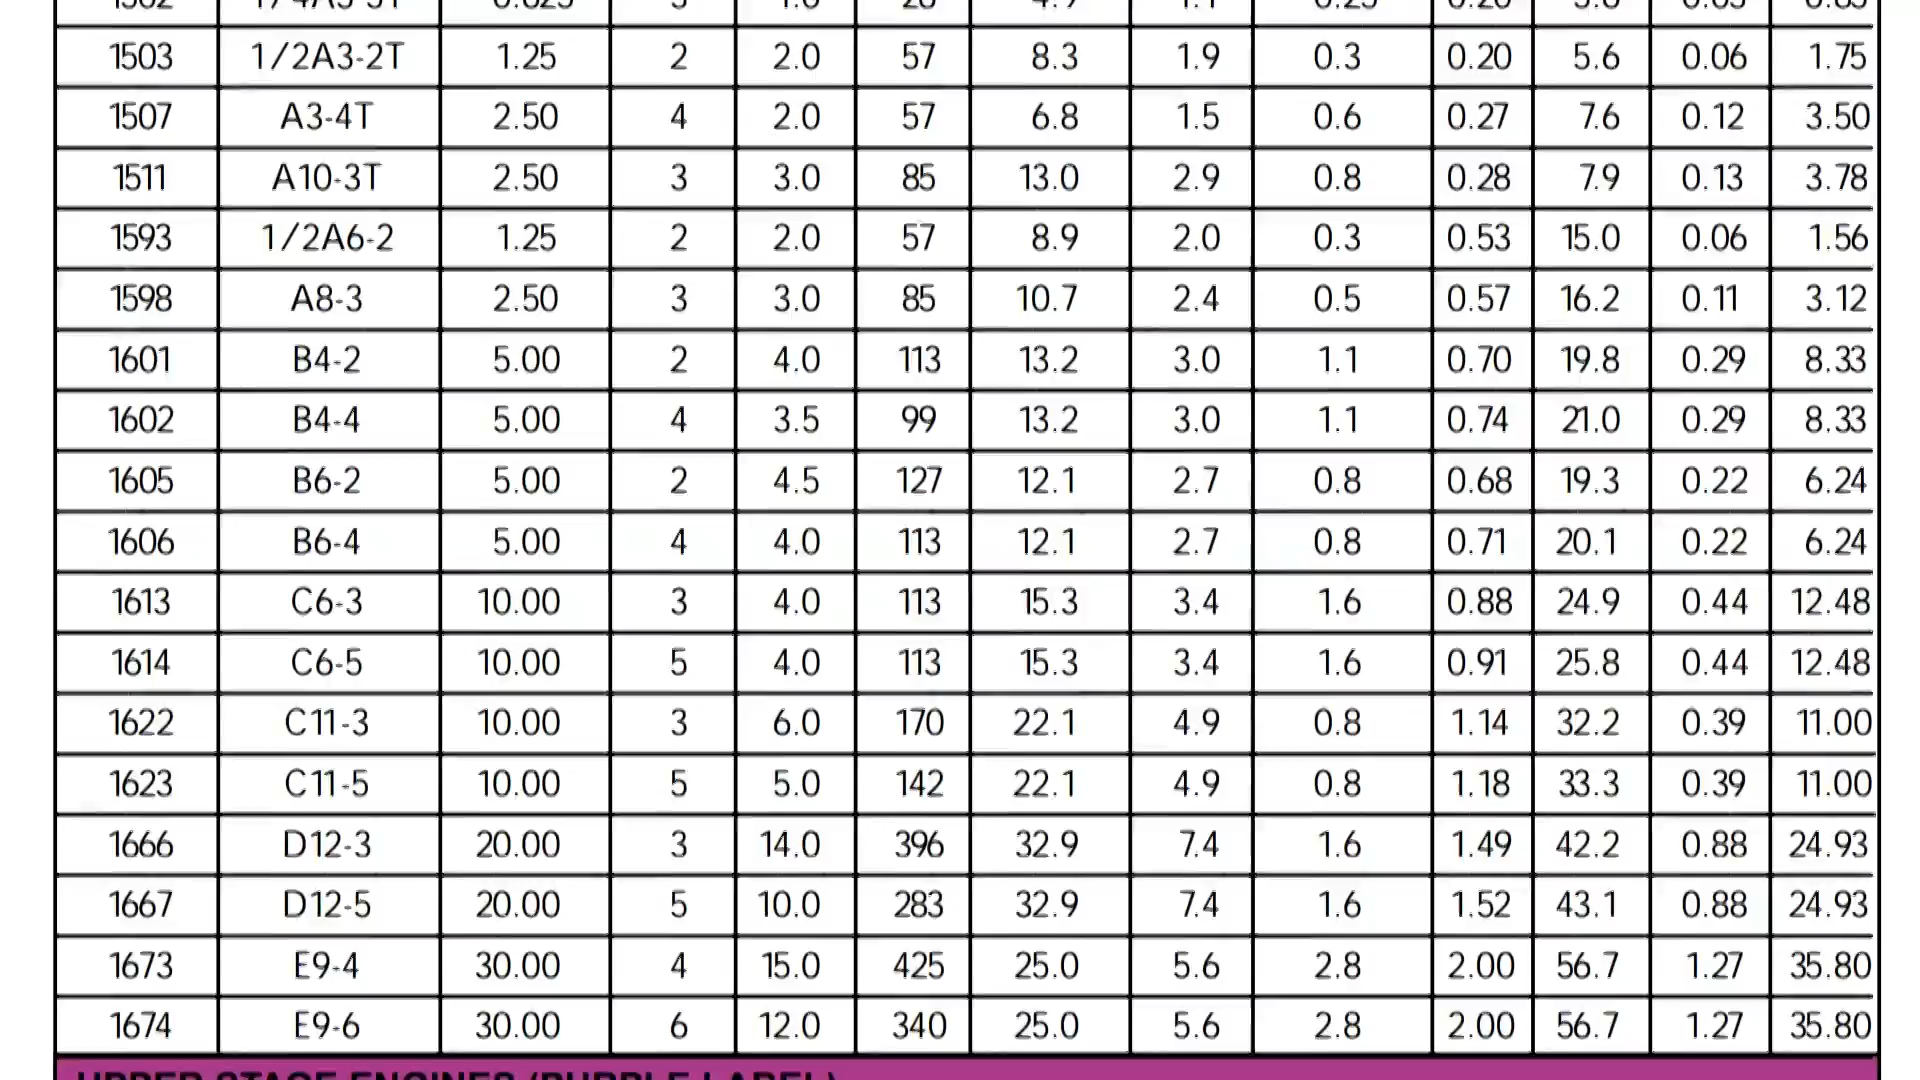 1503 1/2A3-2T 1.25 2 2.0 57 8.3 1.9 0.3 0.20 5.6 0.06 1.75
1507 A3-4T 2.50 4 2.0 57 6.8 1.5 0.6 0.27 7.6 0.12 3.50
1511 A10-3T 2.50 3 3.0 85 13.0 2.9 0.8 0.28 7.9 0.13 3.78
1593 1/2A6-2 1.25 2 2.0 57 8.9 2.0 0.3 0.53 15.0 0.06 1.56
1598 A8-3 2.50 3 3.0 85 10.7 2.4 0.5 0.57 16.2 0.11 3.12
1601 B4-2 5.00 2 4.0 113 13.2 3.0 1.1 0.70 19.8 0.29 8.33
1602 B4-4 5.00 4 3.5 99 13.2 3.0 1.1 0.74 21.0 0.29 8.33
1605 B6-2 5.00 2 4.5 127 12.1 2.7 0.8 0.68 19.3 0.22 6.24
1606 B6-4 5.00 4 4.0 113 12.1 2.7 0.8 0.71 20.1 0.22 6.24
1613 C6-3 10.00 3 4.0 113 15.3 3.4 1.6 0.88 24.9 0.44 12.48
1614 C6-5 10.00 5 4.0 113 15.3 3.4 1.6 0.91 25.8 0.44 12.48
1622 C11-3 10.00 3 6.0 170 22.1 4.9 0.8 1.14 32.2 0.39 11.00
1623 C11-5 10.00 5 5.0 142 22.1 4.9 0.8 1.18 33.3 0.39 11.00
1666 D12-3 20.00 3 14.0 396 32.9 7.4 1.6 1.49 42.2 0.88 24.93
1667 D12-5 20.00 5 10.0 283 32.9 7.4 1.6 1.52 43.1 0.88 24.93
1673 E9-4 30.00 4 15.0 425 25.0 5.6 2.8 2.00 56.7 1.27 35.80
1674 E9-6 30.00 6 12.0 340 25.0 5.6 2.8 2.00 56.7 1.27 35.80
UPPER STAGE ENGINES (PURPLE LABEL)